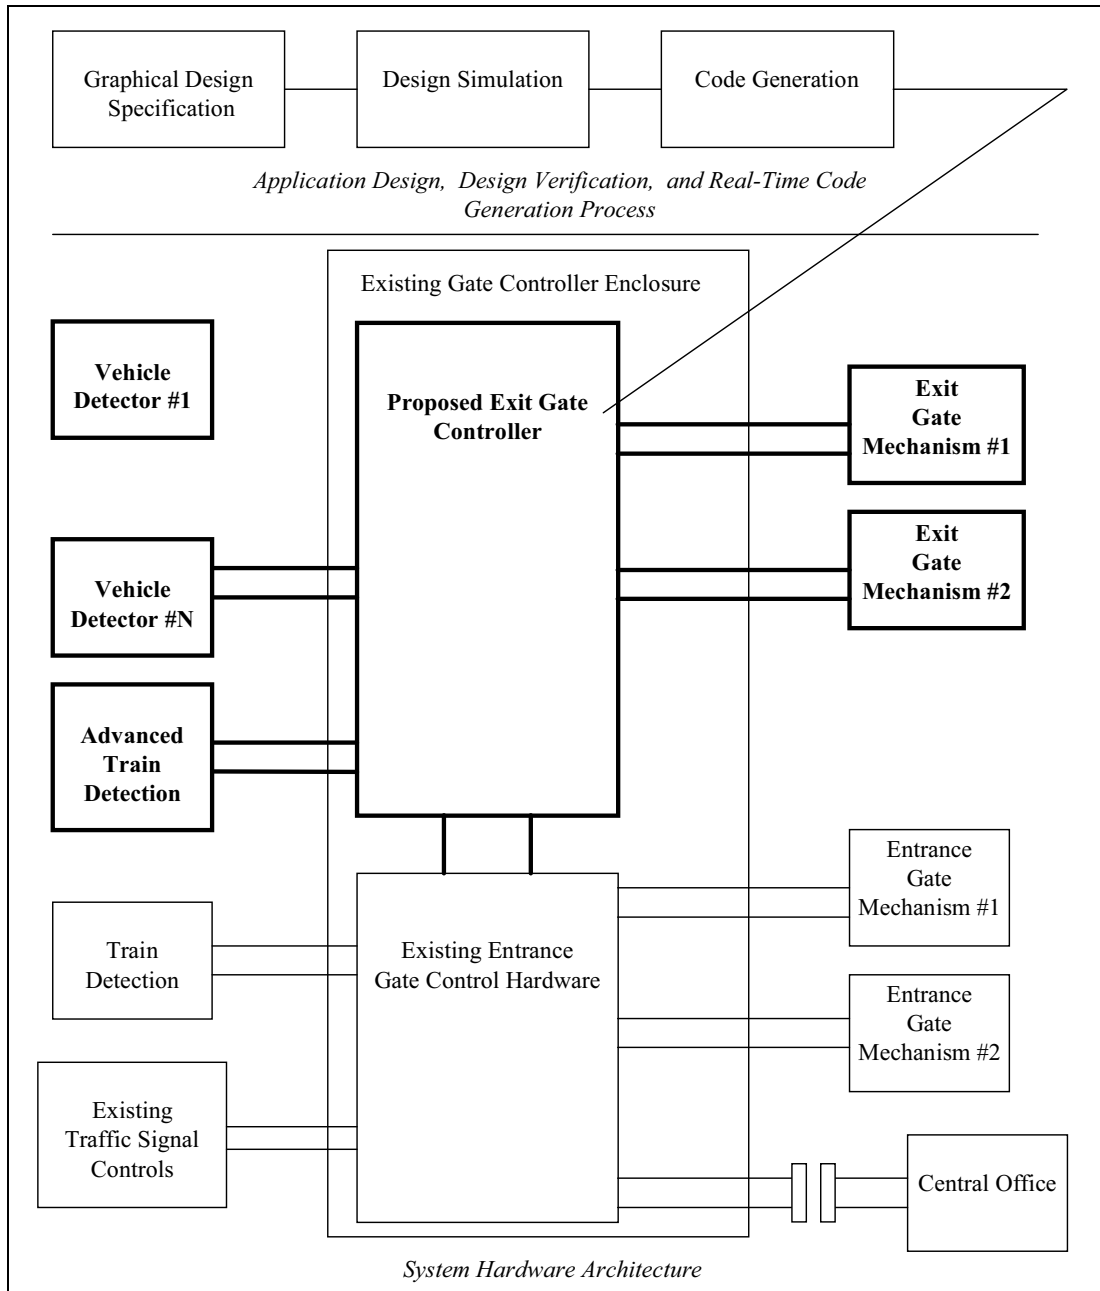 Graphical Design
Specification
Design Simulation
Code Generation
Application Design, Design Verification, and Real-Time Code
Generation Process
Existing Gate Controller Enclosure
Vehicle
Detector #1
Proposed Exit Gate
Controller
Exit
Gate
Mechanism #1
Vehicle
Detector #N
Exit
Gate
Mechanism #2
Advanced
Train
Detection
Entrance
Gate
Mechanism #1
Train
Detection
Existing Entrance
Gate Control Hardware
Entrance
Gate
Mechanism #2
Existing
Traffic Signal
Controls
Central Office
System Hardware Architecture